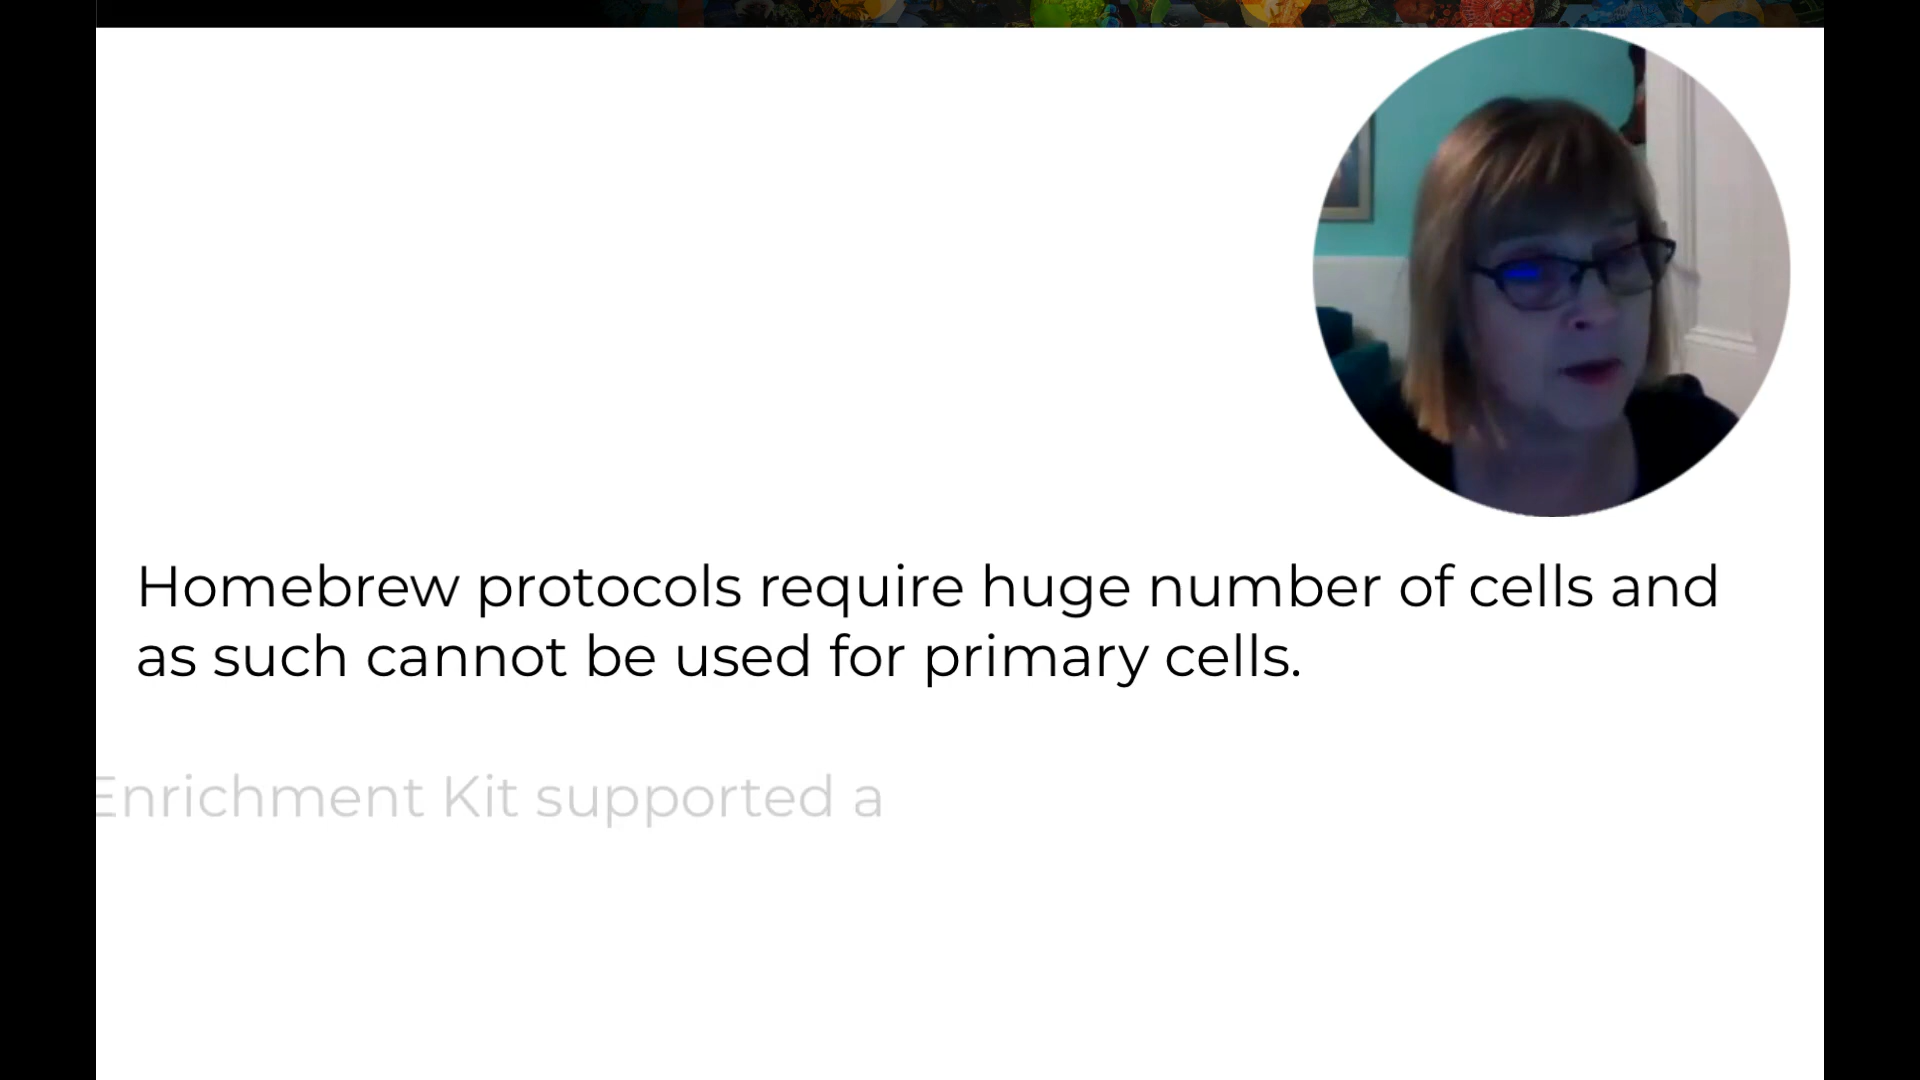 Homebrew protocols require huge number of cells and
as such cannot be used for primary cells.
Enrichment Kit supported a